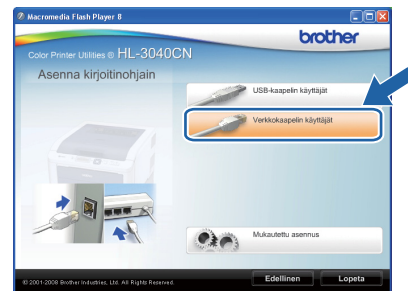 Macromedia Flash Player 8
brother
Color Printer Utilities ® HL-3040CN
Asenna kirjoitinohjain
USB-kaapelin käyttäjät
Verkkokaapelin käyttäjät
Mukautettu asennus
© 2001-2008 Brother Industries, Ltd. All Rights Reserved.
Edellinen
Lopeta